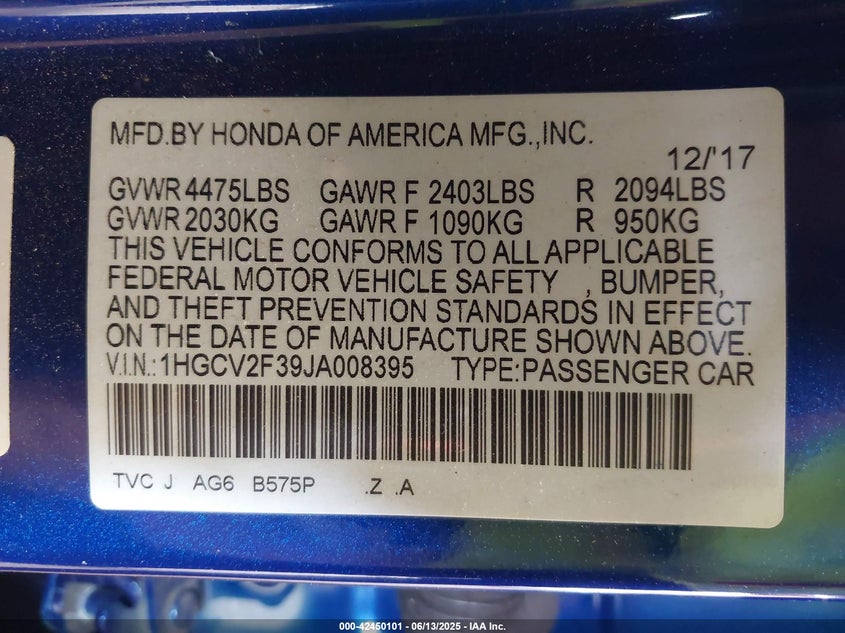 MFD.BY HONDA OF AMERICA MFG.,INC.
12/'17
GVWR 4475LBS GAWR F 2403LBS R 2094LBS
GVWR 2030KG GAWR F 1090KG R 950KG
THIS VEHICLE CONFORMS TO ALL APPLICABLE
FEDERAL MOTOR VEHICLE SAFETY , BUMPER,
AND THEFT PREVENTION STANDARDS IN EFFECT
ON THE DATE OF MANUFACTURE SHOWN ABOVE.
V.I.N.:1HGCV2F39JA008395 TYPE:PASSENGER CAR
TVC J AG6 B575P .Z .A
000-42450101 - 06/13/2025 - IAA Inc.